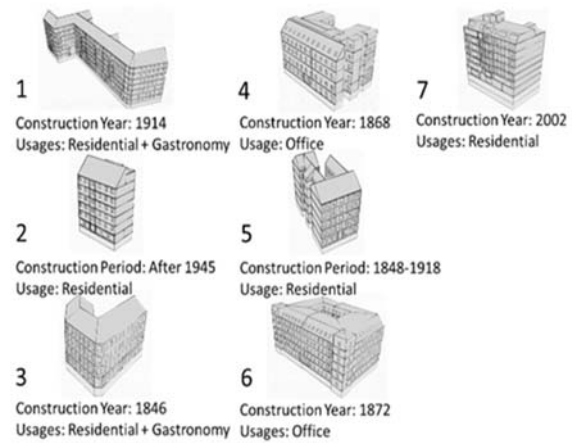 1
Construction Year: 1914
Usages: Residential + Gastronomy
2
Construction Period: After 1945
Usage: Residential
3
Construction Year: 1846
Usages: Residential + Gastronomy
4
Construction Year: 1868
Usage: Office
5
Construction Period: 1848-1918
Usage: Residential
6
Construction Year: 1872
Usages: Office
7
Construction Year: 2002
Usages: Residential